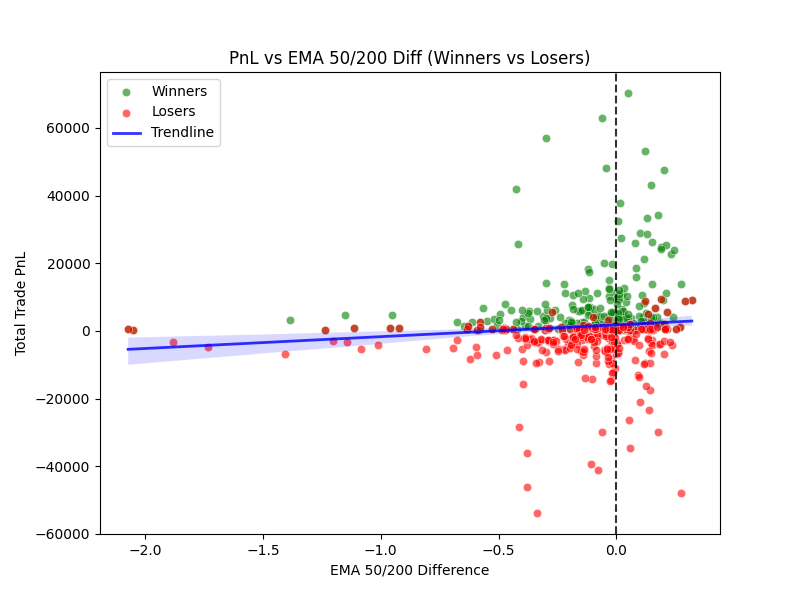 PnL vs EMA 50/200 Diff (Winners vs Losers)
Winners
Losers
Trendline
Total Trade PnL
60000
40000
20000
0
−20000
−40000
−60000
−2.0 −1.5 −1.0 −0.5 0.0
EMA 50/200 Difference